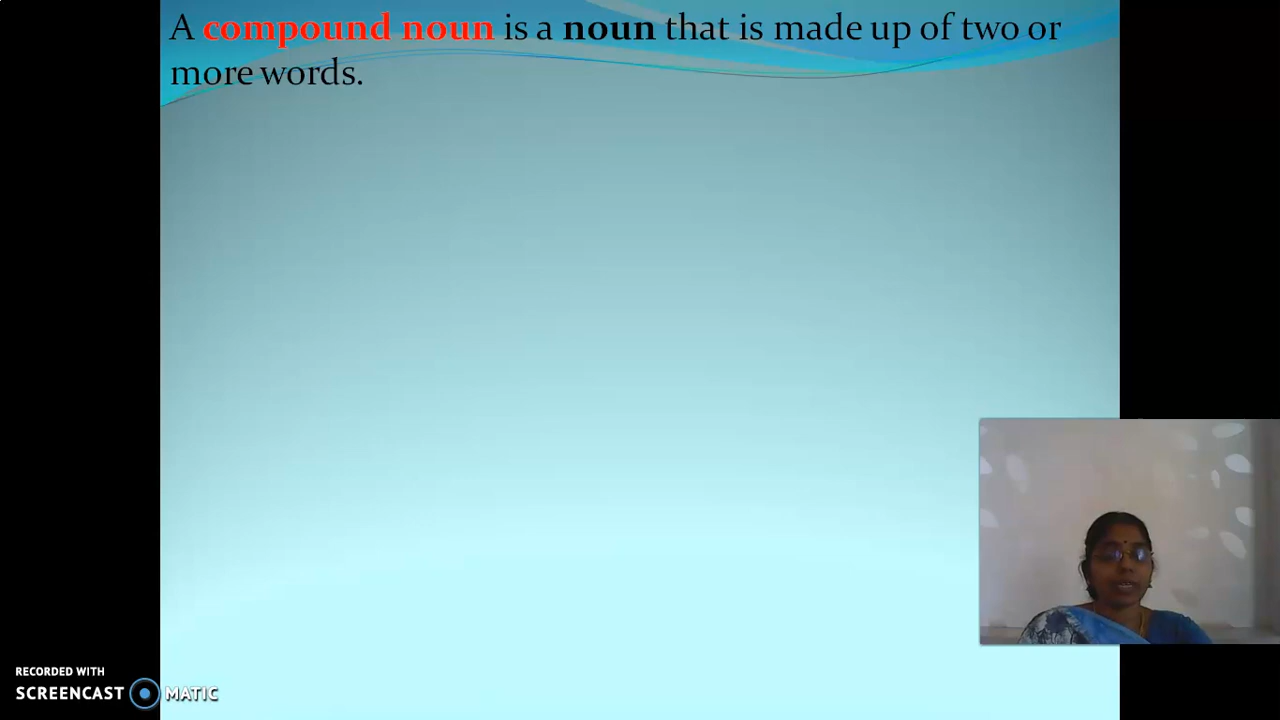 A compound noun is a noun that is made up of two or
more words.
RECORDED WITH
SCREENCAST MATIC